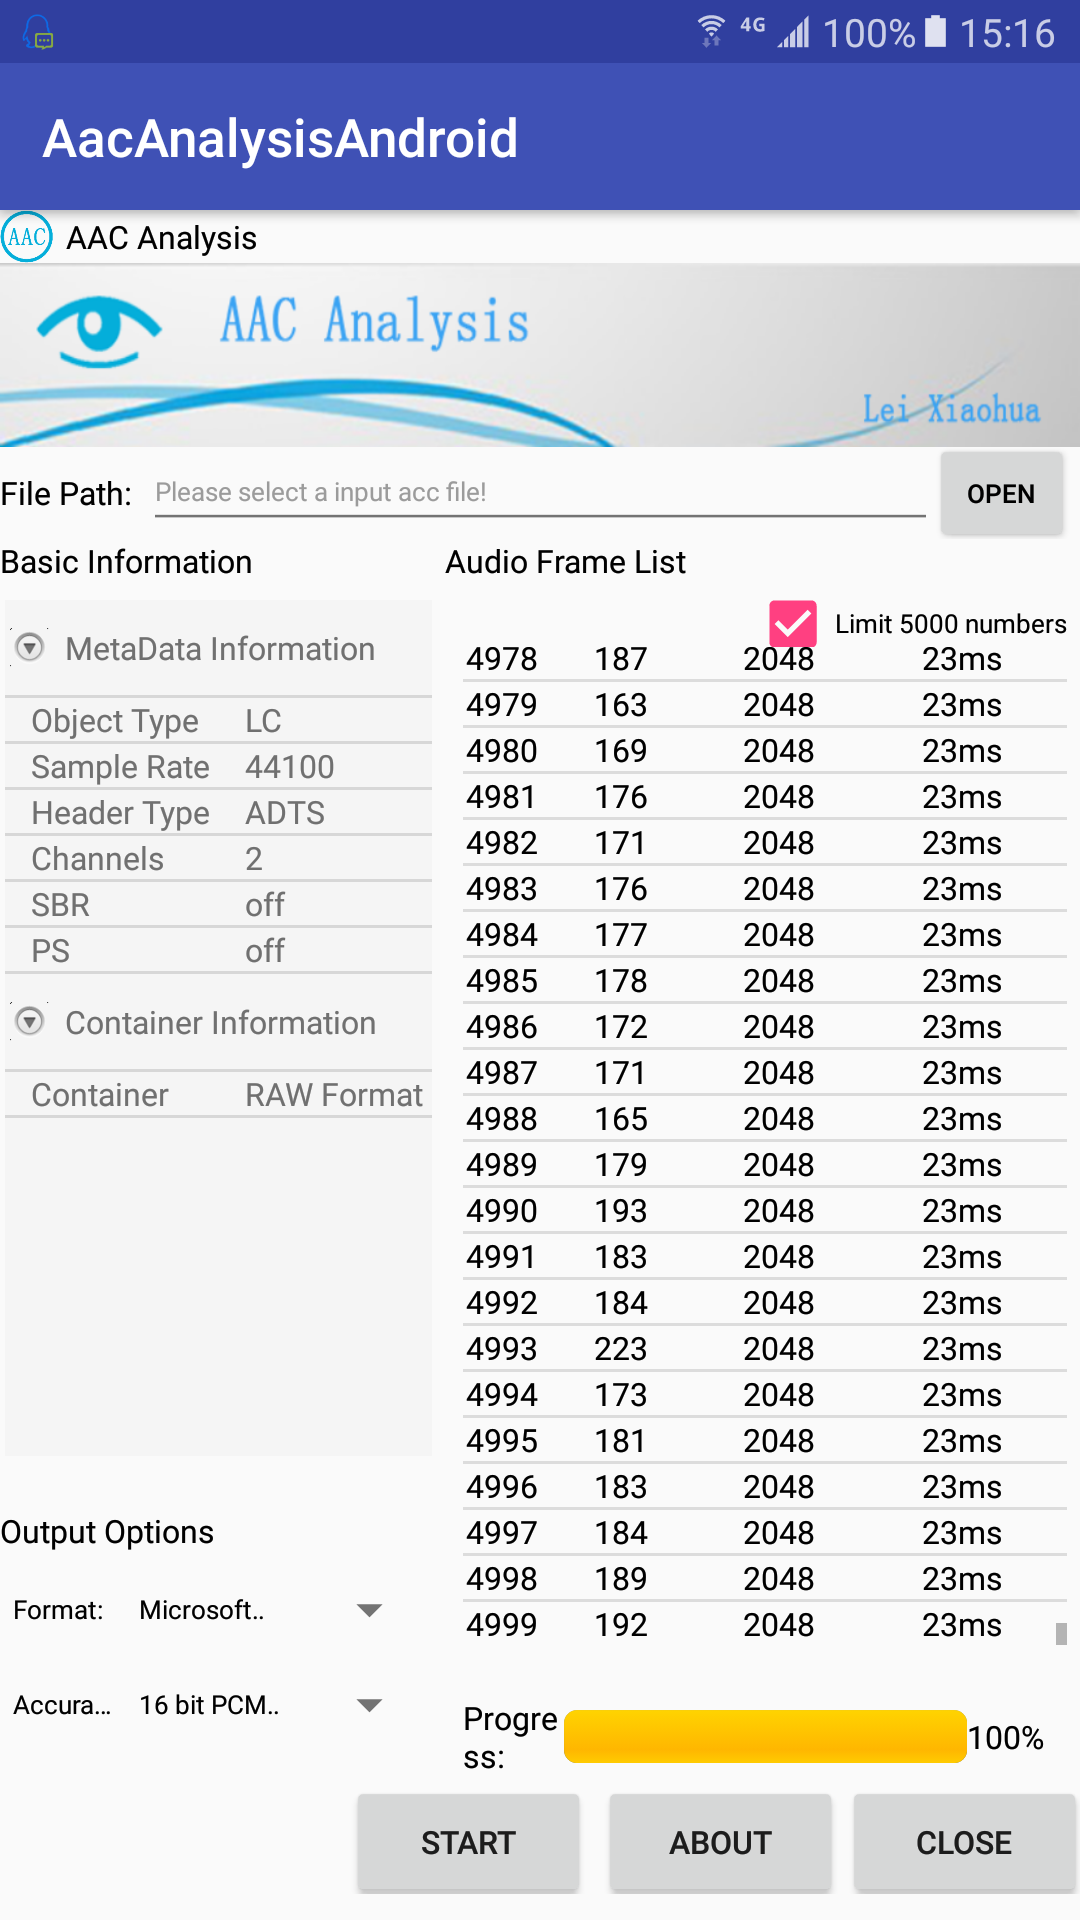 4G 100% 15:16
AacAnalysisAndroid
AAC AAC Analysis
AAC Analysis
Lei Xiaohua
File Path: Please select a input acc file! OPEN
Basic Information
MetaData Information
Object Type LC
Sample Rate 44100
Header Type ADTS
Channels 2
SBR off
PS off
Container Information
Container RAW Format
Audio Frame List
Limit 5000 numbers
4978 187 2048 23ms
4979 163 2048 23ms
4980 169 2048 23ms
4981 176 2048 23ms
4982 171 2048 23ms
4983 176 2048 23ms
4984 177 2048 23ms
4985 178 2048 23ms
4986 172 2048 23ms
4987 171 2048 23ms
4988 165 2048 23ms
4989 179 2048 23ms
4990 193 2048 23ms
4991 183 2048 23ms
4992 184 2048 23ms
4993 223 2048 23ms
4994 173 2048 23ms
4995 181 2048 23ms
4996 183 2048 23ms
4997 184 2048 23ms
4998 189 2048 23ms
4999 192 2048 23ms
Output Options
Format: Microsoft..
Accura... 16 bit PCM..
Progre
ss: 100%
START ABOUT CLOSE